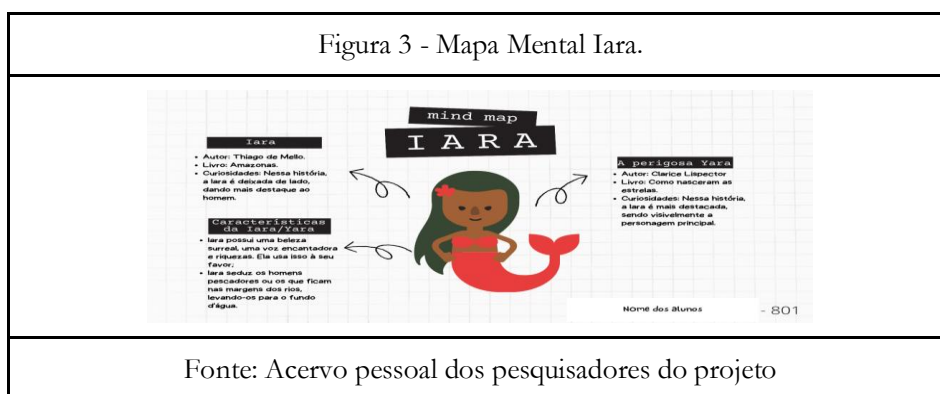 Figura 3 - Mapa Mental Iara.
mind map
IARA
Iara
• Autor: Thiago de Mello.
• Livro: Amazonas.
• Curiosidades: Nessa história,
a Iara é deixada de lado,
dando mais destaque ao
homem.
Características
da Iara/Yara
• Iara possui uma beleza
surreal, uma voz encantadora
e riquezas. Ela usa isso à seu
favor;
• Iara seduz os homens
pescadores ou os que ficam
nas margens dos rios,
levando-os para o fundo
d'água.
A perigosa Yara
• Autor: Clarice Lispector
• Livro: Como nasceram as
estrelas.
• Curiosidades: Nessa história,
a Iara é mais destacada,
sendo visivelmente a
personagem principal.
Nome dos alunos - 801
Fonte: Acervo pessoal dos pesquisadores do projeto